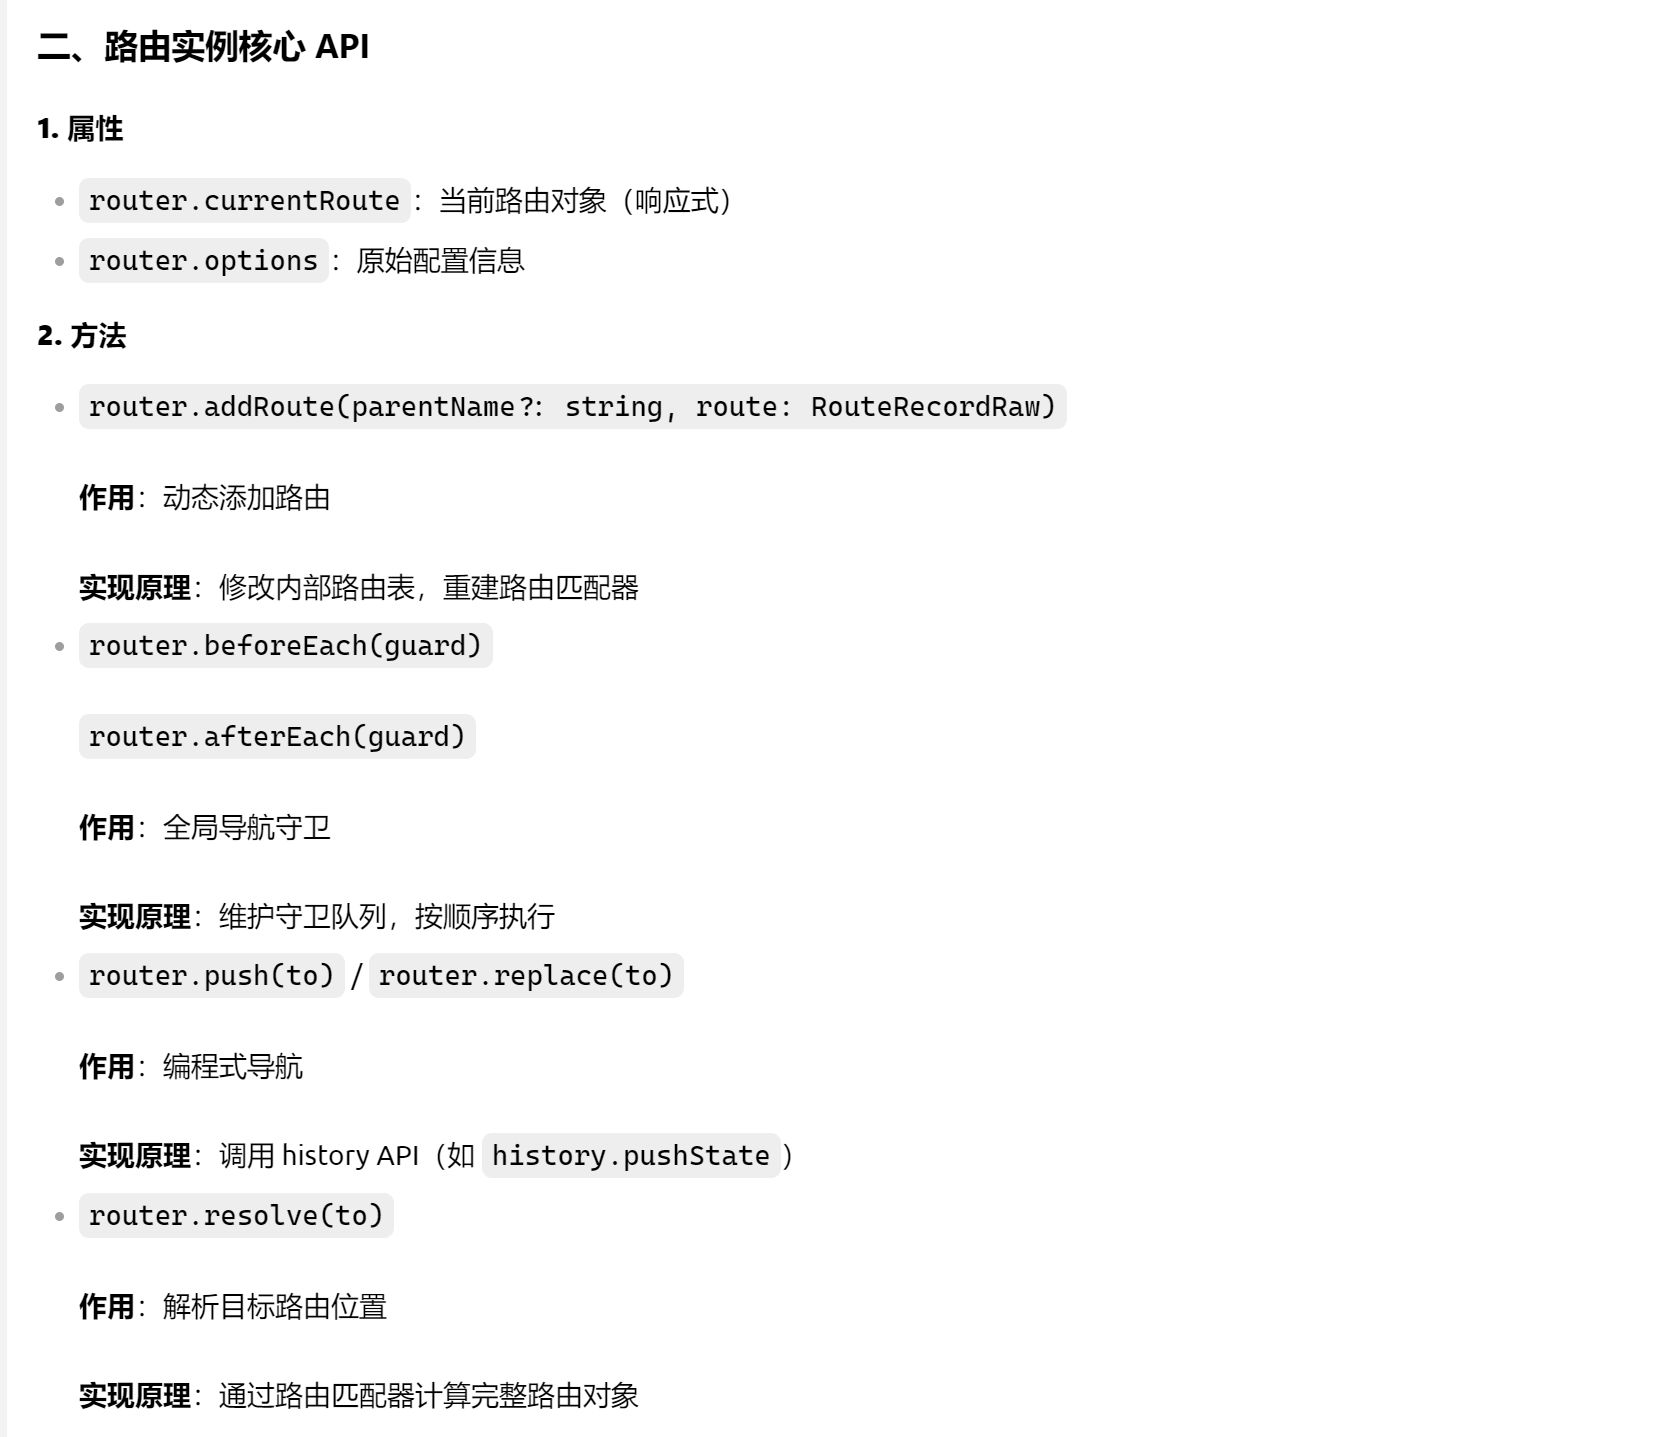 二、路由实例核心 API
1. 属性
router.currentRoute：当前路由对象（响应式）
router.options：原始配置信息
2. 方法
router.addRoute(parentName?: string, route: RouteRecordRaw)
作用：动态添加路由
实现原理：修改内部路由表，重建路由匹配器
router.beforeEach(guard)
router.afterEach(guard)
作用：全局导航守卫
实现原理：维护守卫队列，按顺序执行
router.push(to) / router.replace(to)
作用：编程式导航
实现原理：调用 history API（如 history.pushState）
router.resolve(to)
作用：解析目标路由位置
实现原理：通过路由匹配器计算完整路由对象